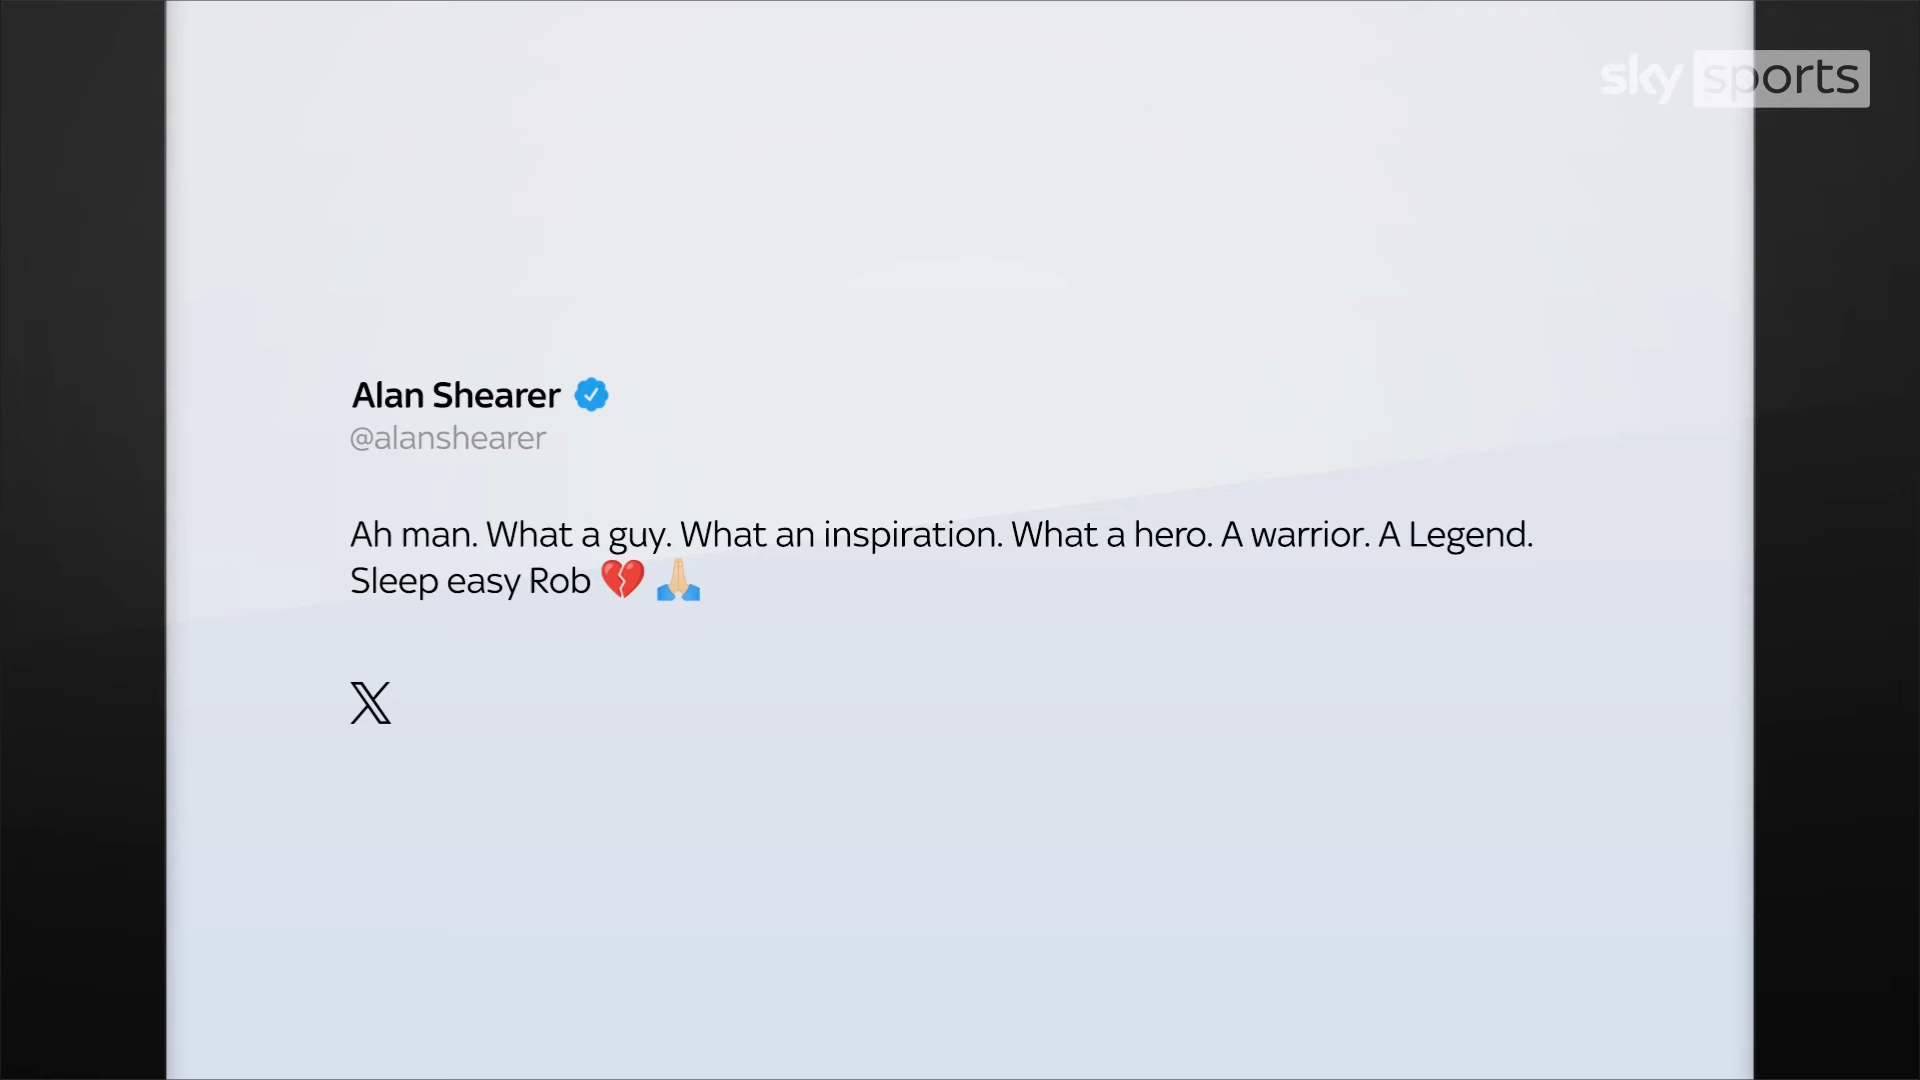 sky sports
Alan Shearer
@alanshearer
Ah man. What a guy. What an inspiration. What a hero. A warrior. A Legend.
Sleep easy Rob 💔 🙏🏼
X